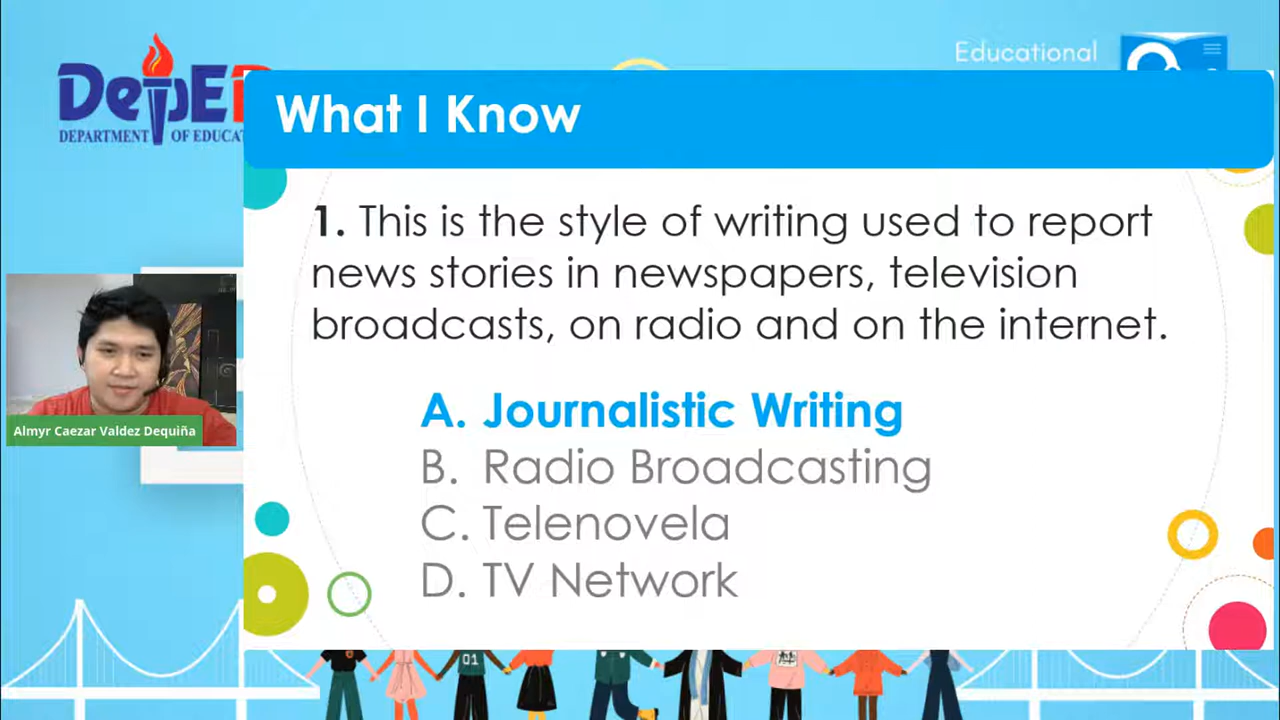 DepE
DEPARTMENT OF EDUCAT
Educational
What I Know
1. This is the style of writing used to report
news stories in newspapers, television
broadcasts, on radio and on the internet.
A. Journalistic Writing
B. Radio Broadcasting
C. Telenovela
D. TV Network
Almyr Caezar Valdez Dequiña
01